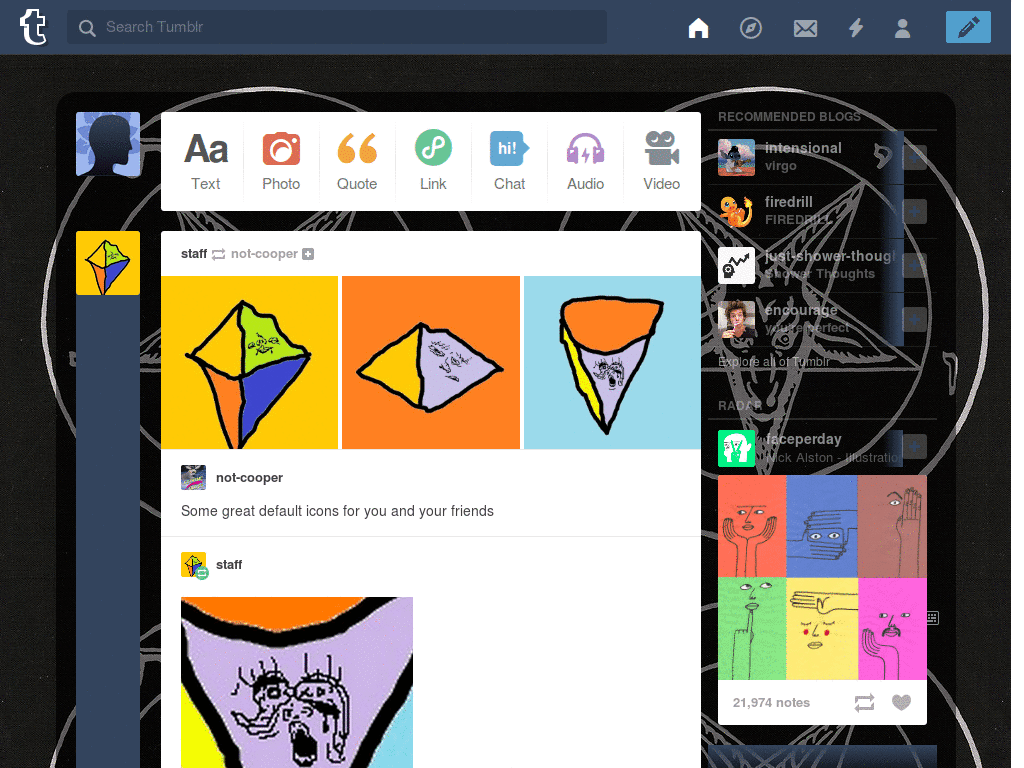 t
Search Tumblr
Aa
hi!
Text
Photo
Quote
Link
Chat
Audio
Video
staff
not-cooper
not-cooper
Some great default icons for you and your friends
staff
RECOMMENDED BLOGS
intensional
virgo
firedrill
FIREDRILL
just-shower-though
Shower Thoughts
encourage
you're perfect
Explore all of Tumblr
RADAR
faceperday
Nick Alston - Illustratio
21,974 notes